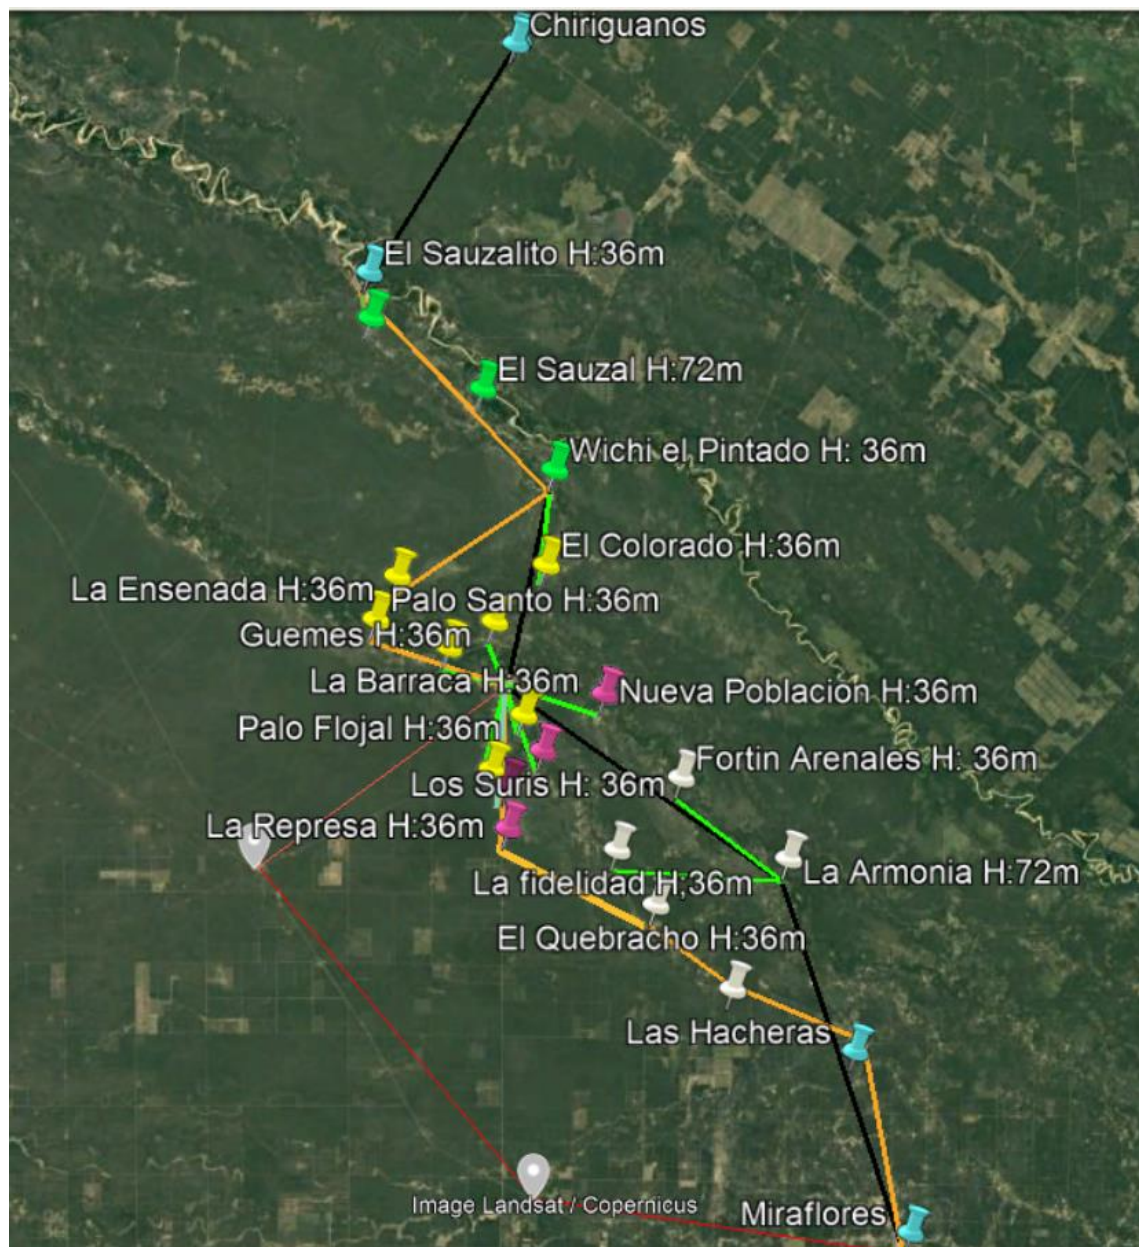 Chiriguanos
El Sauzalito H:36m
El Sauzal H:72m
Wichi el Pintado H: 36m
El Colorado H:36m
La Ensenada H:36m
Palo Santo H:36m
Guemes H:36m
La Barraca H:36m
Nueva Población H:36m
Palo Flojal H:36m
Fortin Arenales H: 36m
Los Suris H: 36m
La Represa H:36m
La Armonia H:72m
La fidelidad H;36m
El Quebracho H:36m
Las Hacheras
Image Landsat / Copernicus
Miraflores